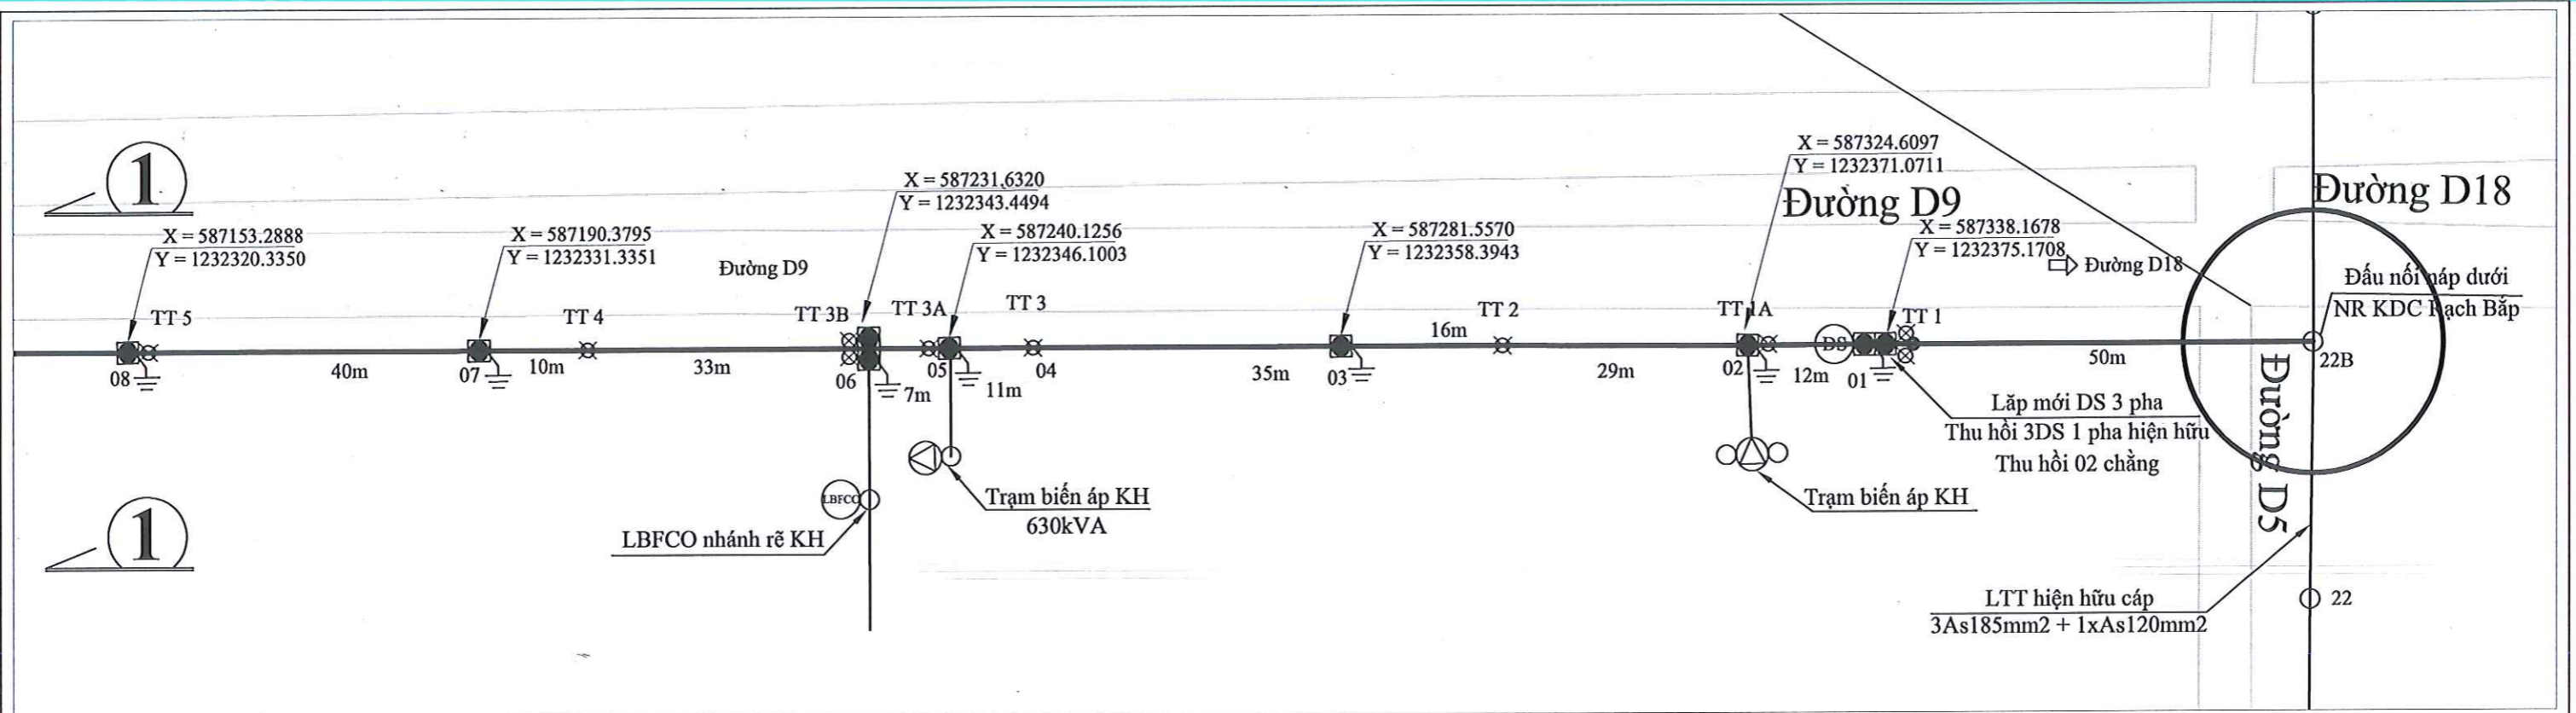 1
X = 587153.2888
Y = 1232320.3350
TT 5
08
40m
X = 587190.3795
Y = 1232331.3351
07
10m
TT 4
33m
Đường D9
X = 587231.6320
Y = 1232343.4494
TT 3B
06
7m
TT 3A
X = 587240.1256
Y = 1232346.1003
05
11m
TT 3
04
35m
X = 587281.5570
Y = 1232358.3943
03
16m
TT 2
29m
X = 587324.6097
Y = 1232371.0711
Đường D9
TT 1A
02
12m
DS
X = 587338.1678
Y = 1232375.1708
Đường D18
TT 1
01
50m
Đường D18
Đấu nối náp dưới
NR KDC Rạch Bắp
22B
Lắp mới DS 3 pha
Thu hồi 3DS 1 pha hiện hữu
Thu hồi 02 chằng
Đường D5
1
LBFCO
LBFCO nhánh rẽ KH
Trạm biến áp KH
630kVA
Trạm biến áp KH
LTT hiện hữu cáp
3As185mm2 + 1xAs120mm2
22